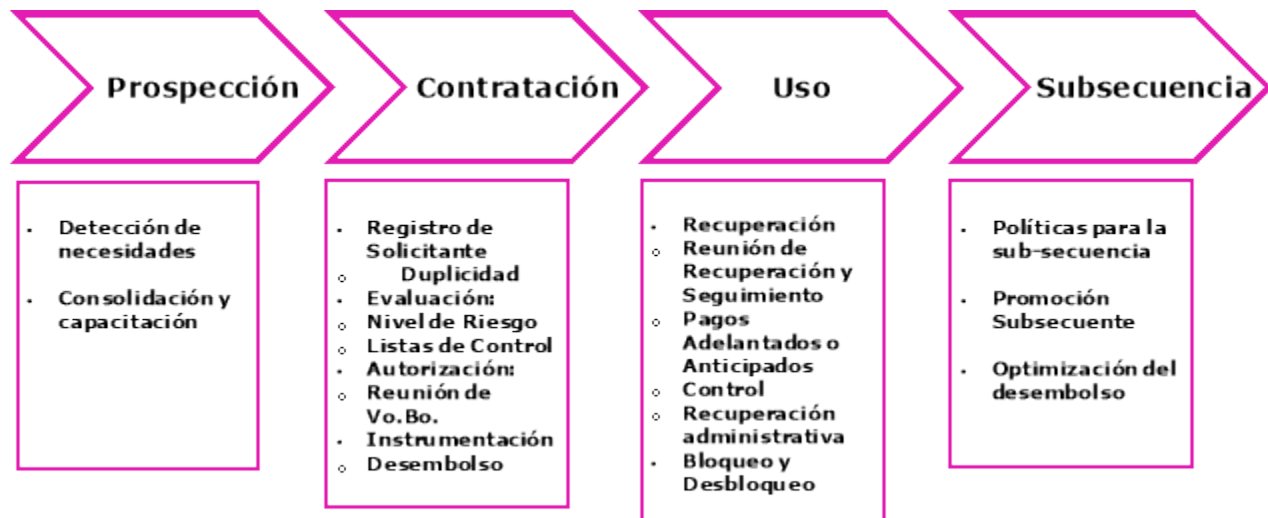 Prospección
Contratación
Uso
Subsecuencia
· Detección de
necesidades
· Consolidación y
capacitación
· Registro de
Solicitante
o Duplicidad
· Evaluación:
o Nivel de Riesgo
o Listas de Control
· Autorización:
o Reunión de
Vo.Bo.
· Instrumentación
o Desembolso
· Recuperación
o Reunión de
Recuperación y
Seguimiento
o Pagos
Adelantados o
Anticipados
o Control
o Recuperación
administrativa
· Bloqueo y
Desbloqueo
· Políticas para la
sub-secuencia
· Promoción
Subsecuente
· Optimización del
desembolso